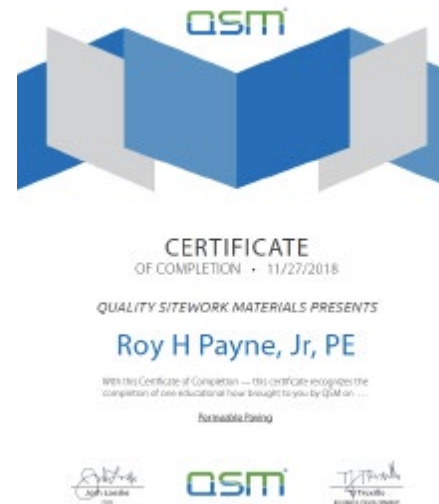 QSM
CERTIFICATE
OF COMPLETION • 11/27/2018
QUALITY SITEWORK MATERIALS PRESENTS
Roy H Payne, Jr, PE
With this Certificate of Completion — this certificate recognizes the
completion of one educational hour brought to you by QSM on ....
Permeable Paving
QSM
TJ Truxillo